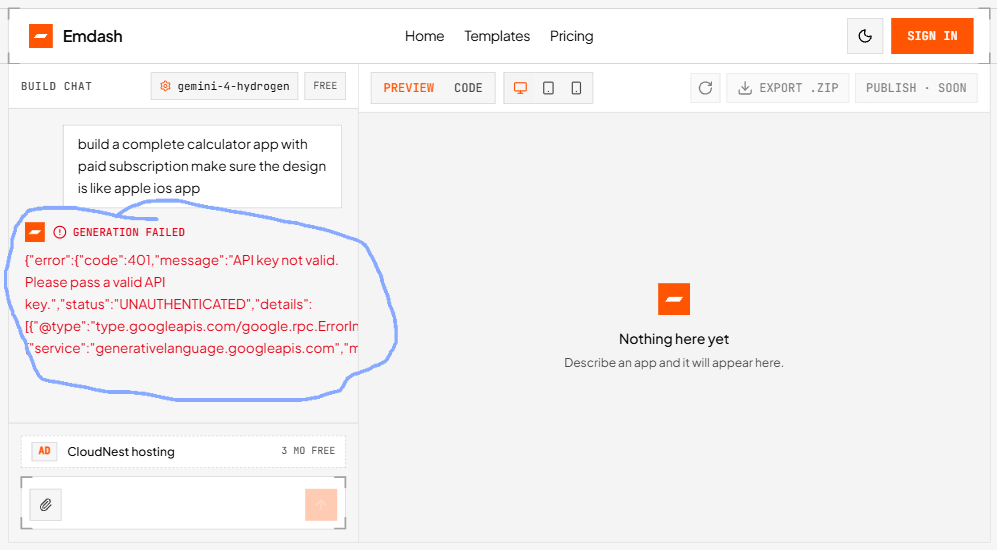 Emdash
Home Templates Pricing
SIGN IN
BUILD CHAT
gemini-4-hydrogen
FREE
PREVIEW CODE
EXPORT .ZIP
PUBLISH · SOON
build a complete calculator app with
paid subscription make sure the design
is like apple ios app
GENERATION FAILED
{"error":{"code":401,"message":"API key not valid.
Please pass a valid API
key.","status":"UNAUTHENTICATED","details":
[{"@type":"type.googleapis.com/google.rpc.ErrorIn
{"service":"generativelanguage.googleapis.com","m
Nothing here yet
Describe an app and it will appear here.
AD CloudNest hosting 3 MO FREE